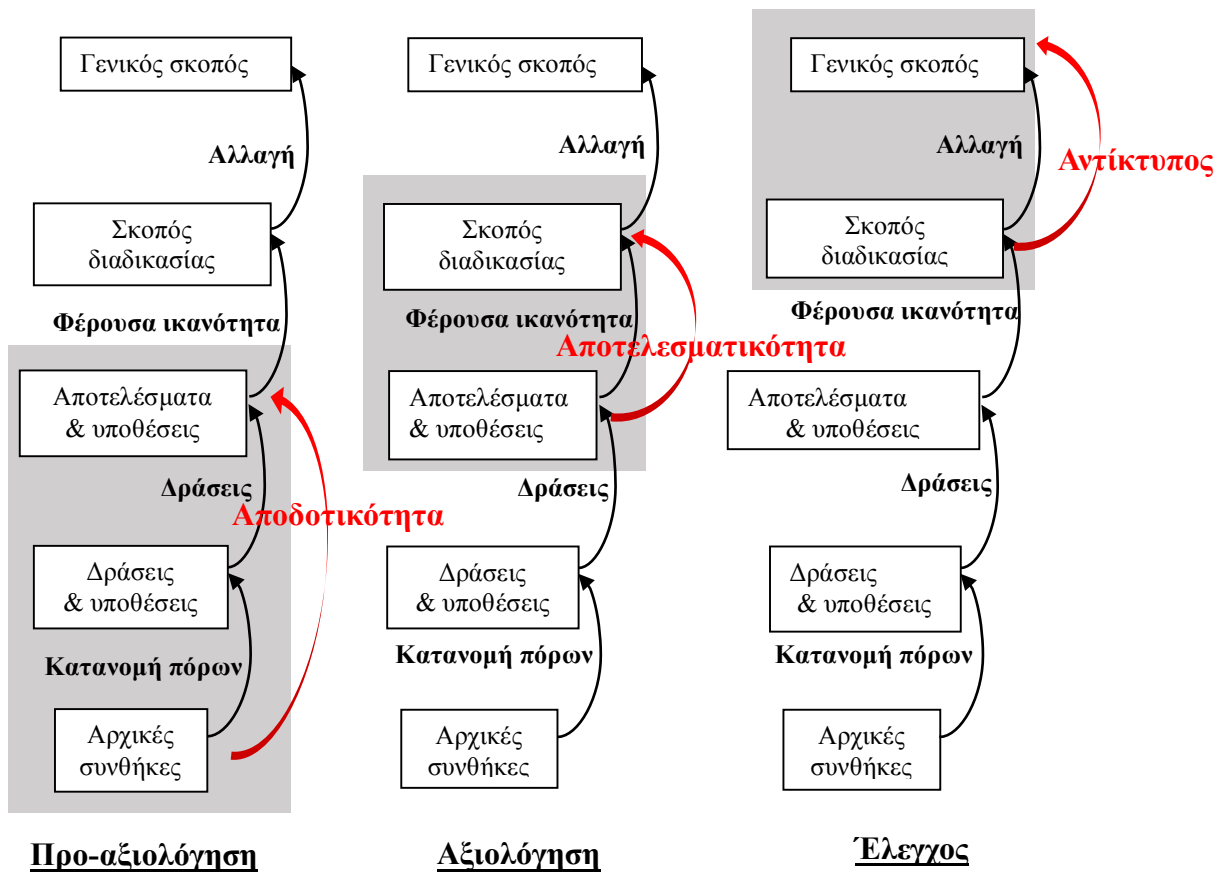 Γενικός σκοπός
Αλλαγή
Σκοπός
διαδικασίας
Φέρουσα ικανότητα
Αποτελέσματα
& υποθέσεις
Δράσεις
Αποδοτικότητα
Δράσεις
& υποθέσεις
Κατανομή πόρων
Αρχικές
συνθήκες
Προ-αξιολόγηση
Γενικός σκοπός
Αλλαγή
Σκοπός
διαδικασίας
Φέρουσα ικανότητα
Αποτελεσματικότητα
Αποτελέσματα
& υποθέσεις
Δράσεις
Δράσεις
& υποθέσεις
Κατανομή πόρων
Αρχικές
συνθήκες
Αξιολόγηση
Γενικός σκοπός
Αλλαγή
Αντίκτυπος
Σκοπός
διαδικασίας
Φέρουσα ικανότητα
Αποτελέσματα
& υποθέσεις
Δράσεις
Δράσεις
& υποθέσεις
Κατανομή πόρων
Αρχικές
συνθήκες
Έλεγχος